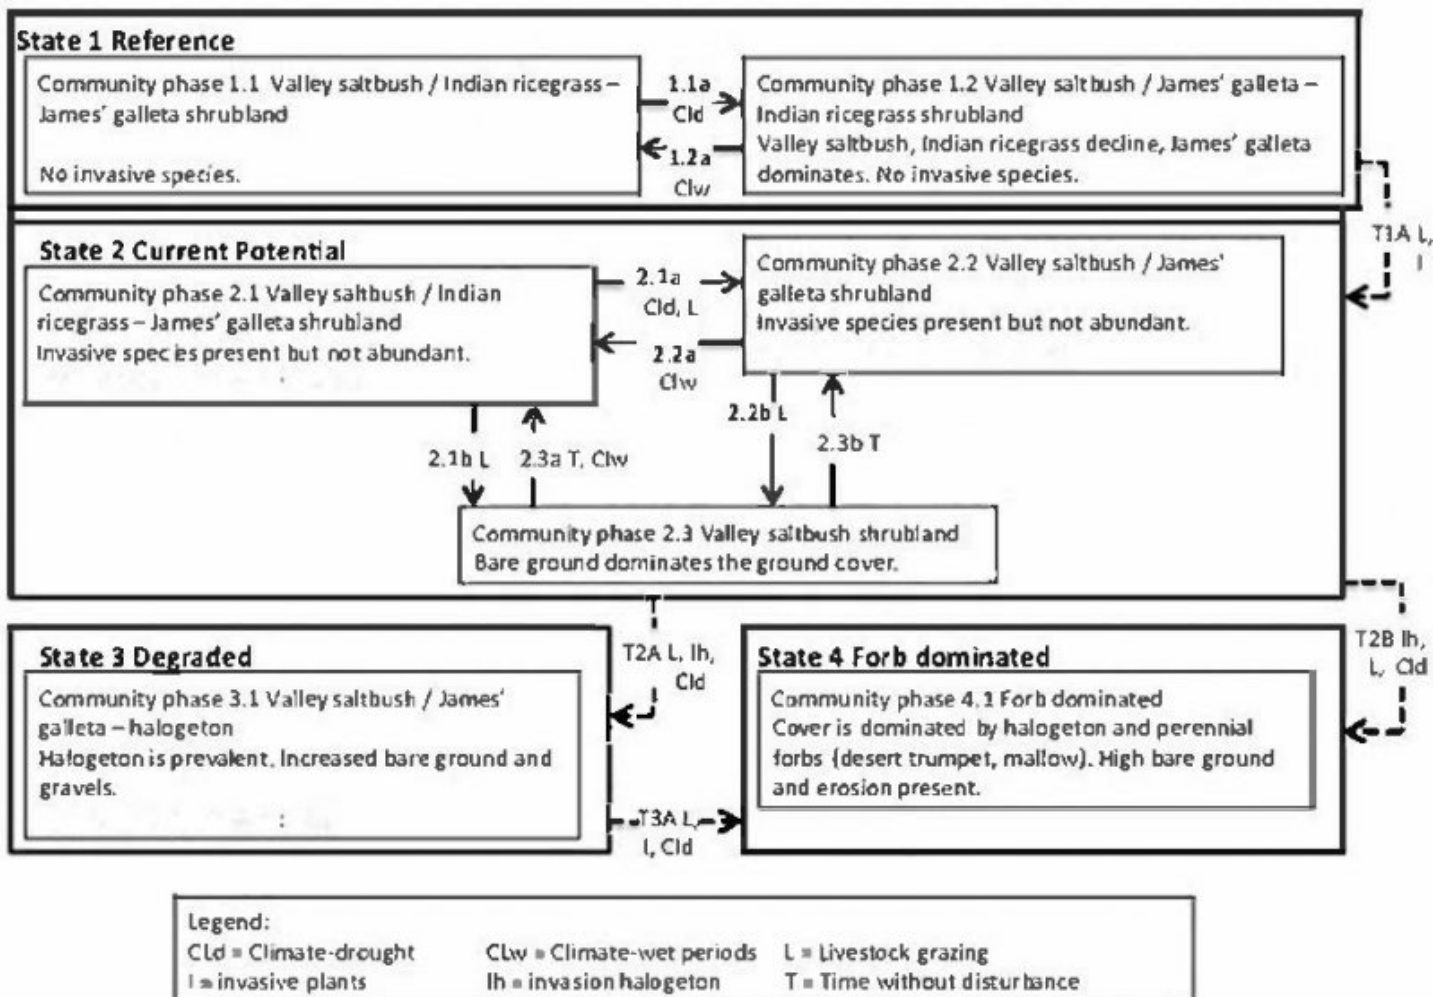 State 1 Reference
Community phase 1.1 Valley saltbush / Indian ricegrass –
James' galleta shrubland
No invasive species.
1.1a
Cld
1.2a
Clw
Community phase 1.2 Valley saltbush / James' galleta –
Indian ricegrass shrubland
Valley saltbush, Indian ricegrass decline, James' galleta
dominates. No invasive species.
T1A L,
I
State 2 Current Potential
Community phase 2.1 Valley saltbush / Indian
ricegrass – James' galleta shrubland
Invasive species present but not abundant.
2.1a
Cld, L
2.2a
Clw
Community phase 2.2 Valley saltbush / James'
galleta shrubland
Invasive species present but not abundant.
2.1b L
2.3a T, Clw
2.2b L
2.3b T
Community phase 2.3 Valley saltbush shrubland
Bare ground dominates the ground cover.
State 3 Degraded
Community phase 3.1 Valley saltbush / James'
galleta – halogeton
Halogeton is prevalent. Increased bare ground and
gravels.
T2A L, Ih,
Cld
T3A L,
I, Cld
State 4 Forb dominated
Community phase 4.1 Forb dominated
Cover is dominated by halogeton and perennial
forbs (desert trumpet, mallow). High bare ground
and erosion present.
T2B Ih,
L, Cld
Legend:
CLd = Climate-drought CLw = Climate-wet periods L = Livestock grazing
I = invasive plants Ih = invasion halogeton T = Time without disturbance